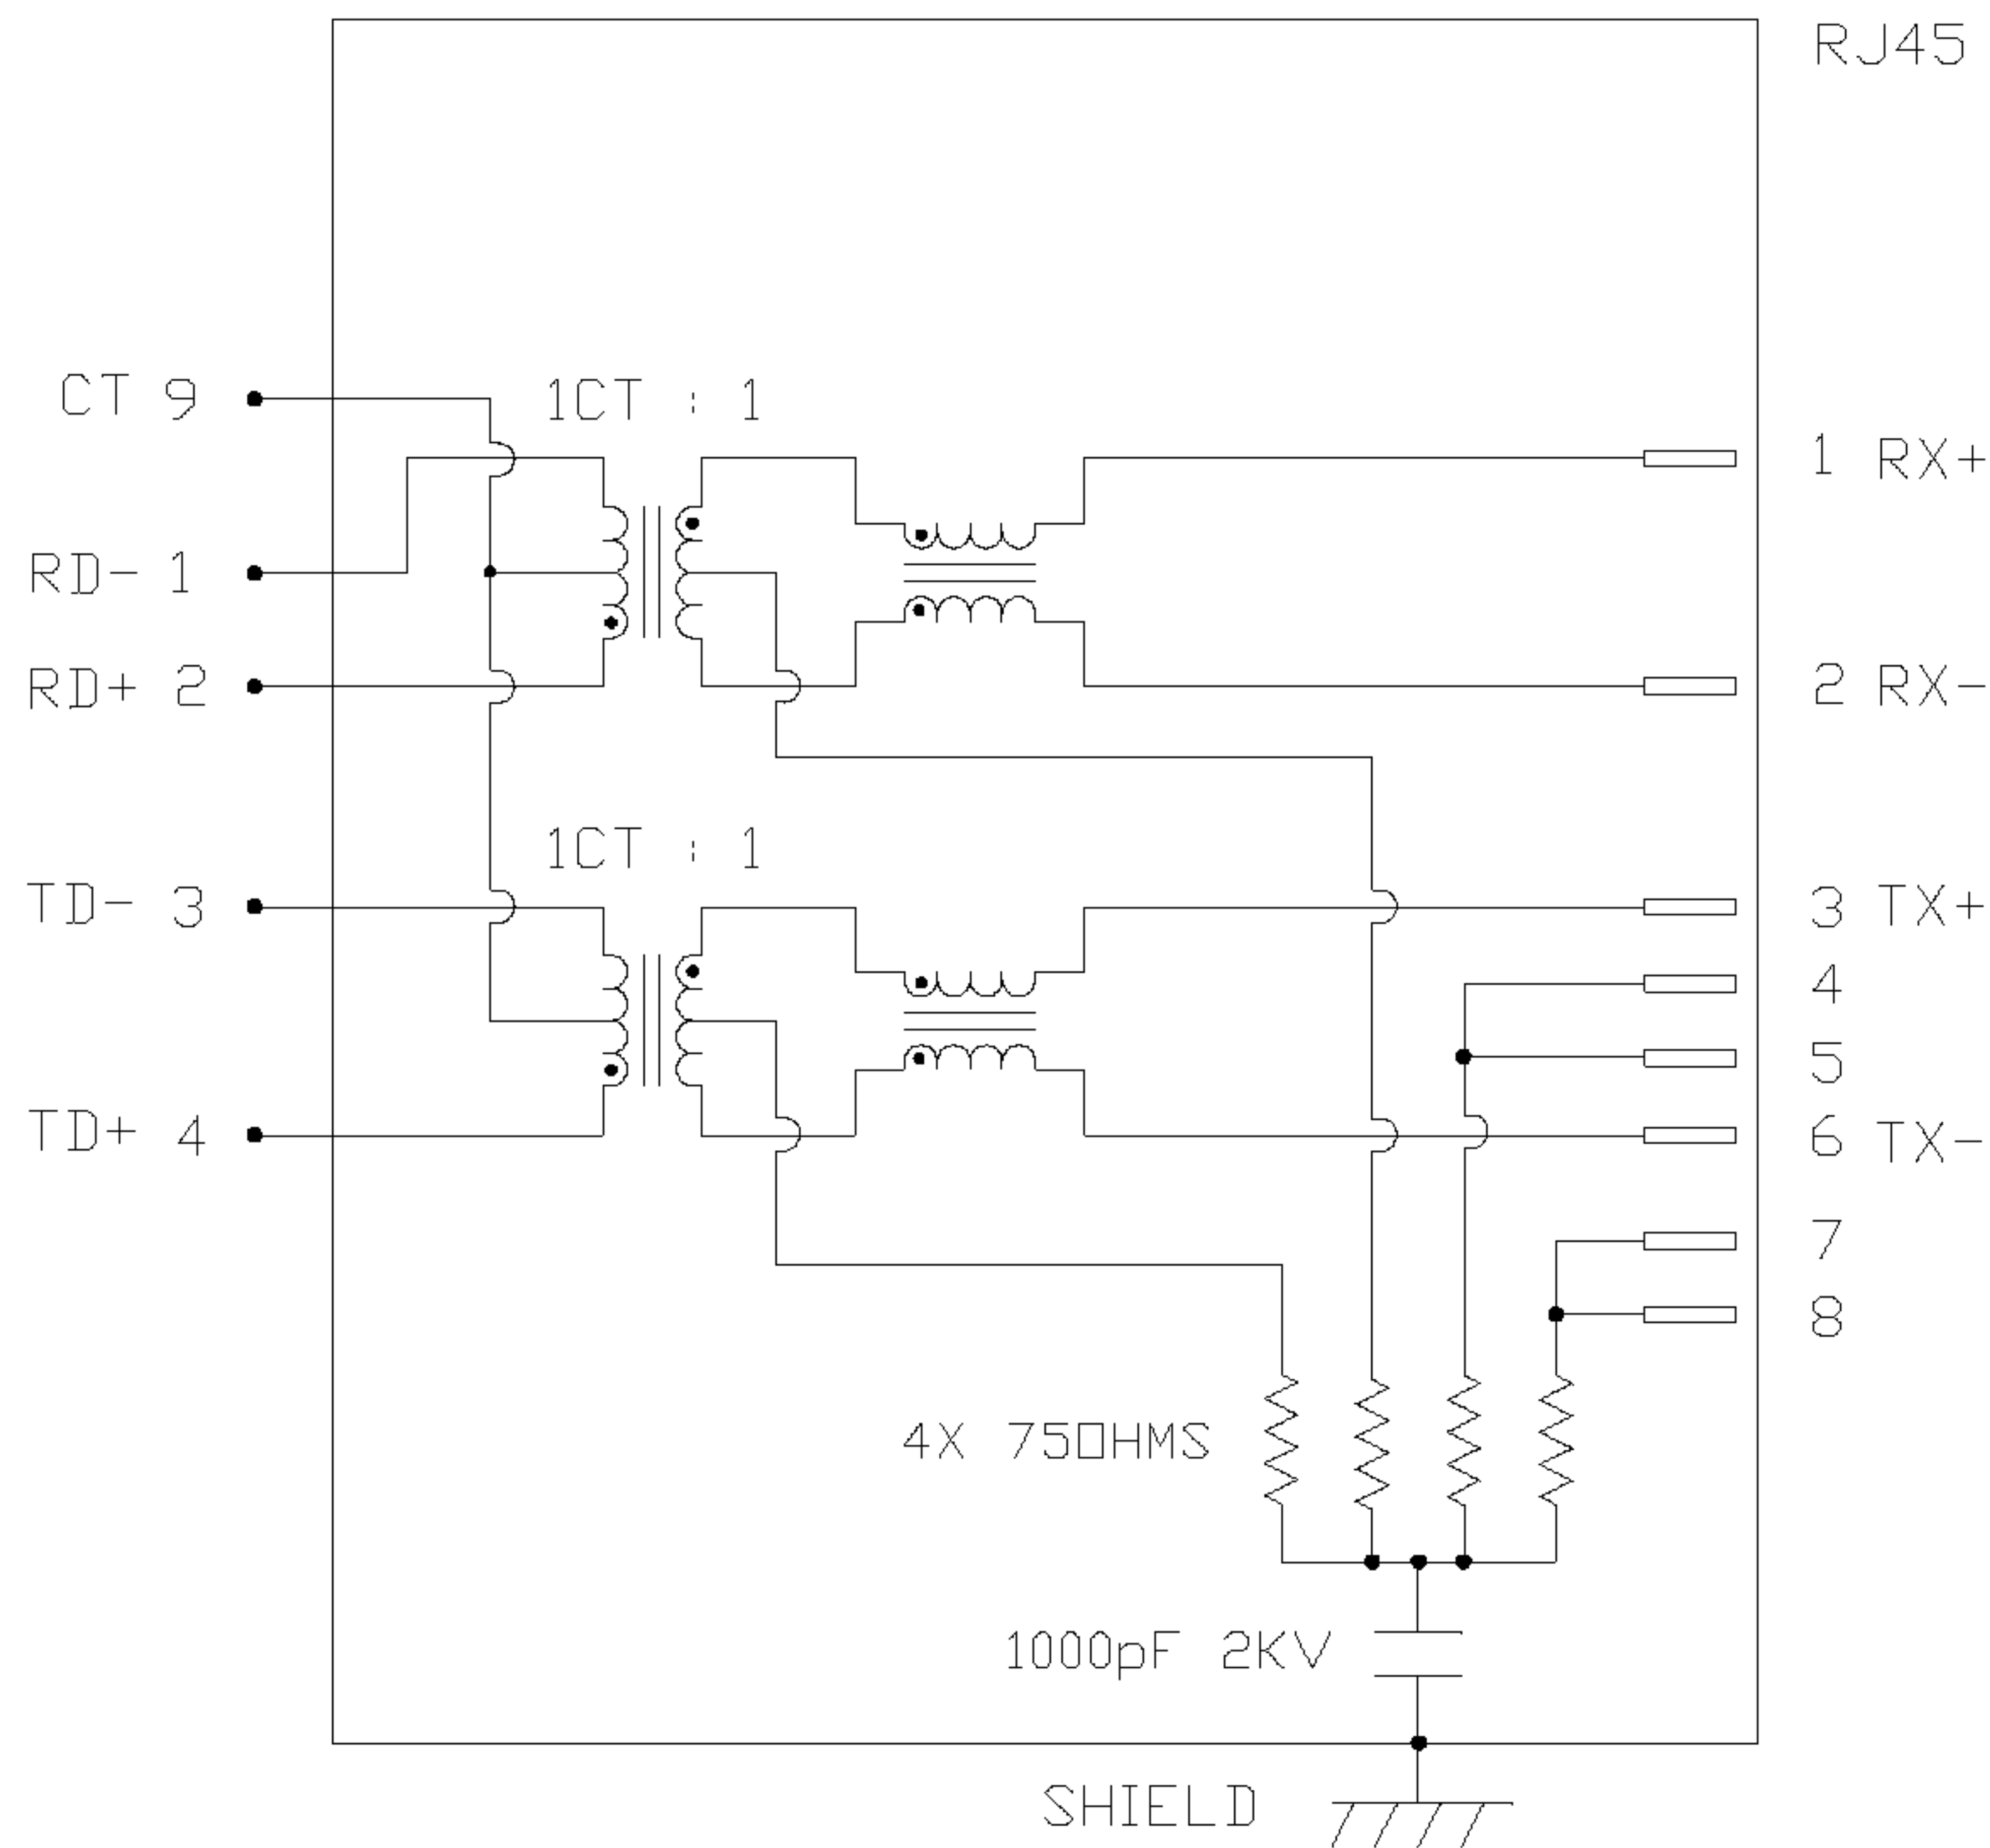 RJ45
CT 9
1CT : 1
1 RX+
RD- 1
RD+ 2
2 RX-
1CT : 1
TD- 3
3 TX+
4
5
TD+ 4
6 TX-
7
8
4X 75OHMS
1000pF 2KV
SHIELD